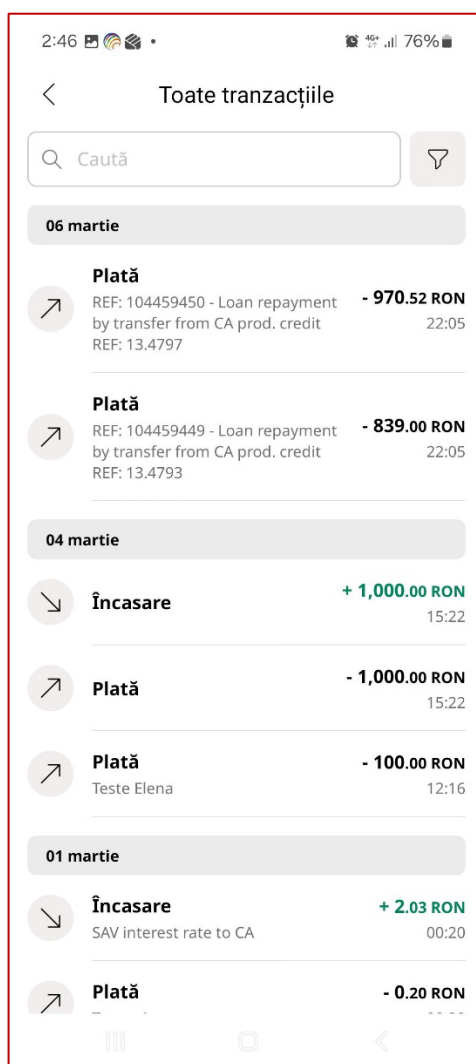 2:46
4G+
76%
Toate tranzacțiile
Caută
06 martie
Plată
REF: 104459450 - Loan repayment
by transfer from CA prod. credit
REF: 13.4797
- 970.52 RON
22:05
Plată
REF: 104459449 - Loan repayment
by transfer from CA prod. credit
REF: 13.4793
- 839.00 RON
22:05
04 martie
Încasare
+ 1,000.00 RON
15:22
Plată
- 1,000.00 RON
15:22
Plată
Teste Elena
- 100.00 RON
12:16
01 martie
Încasare
SAV interest rate to CA
+ 2.03 RON
00:20
Plată
- 0.20 RON